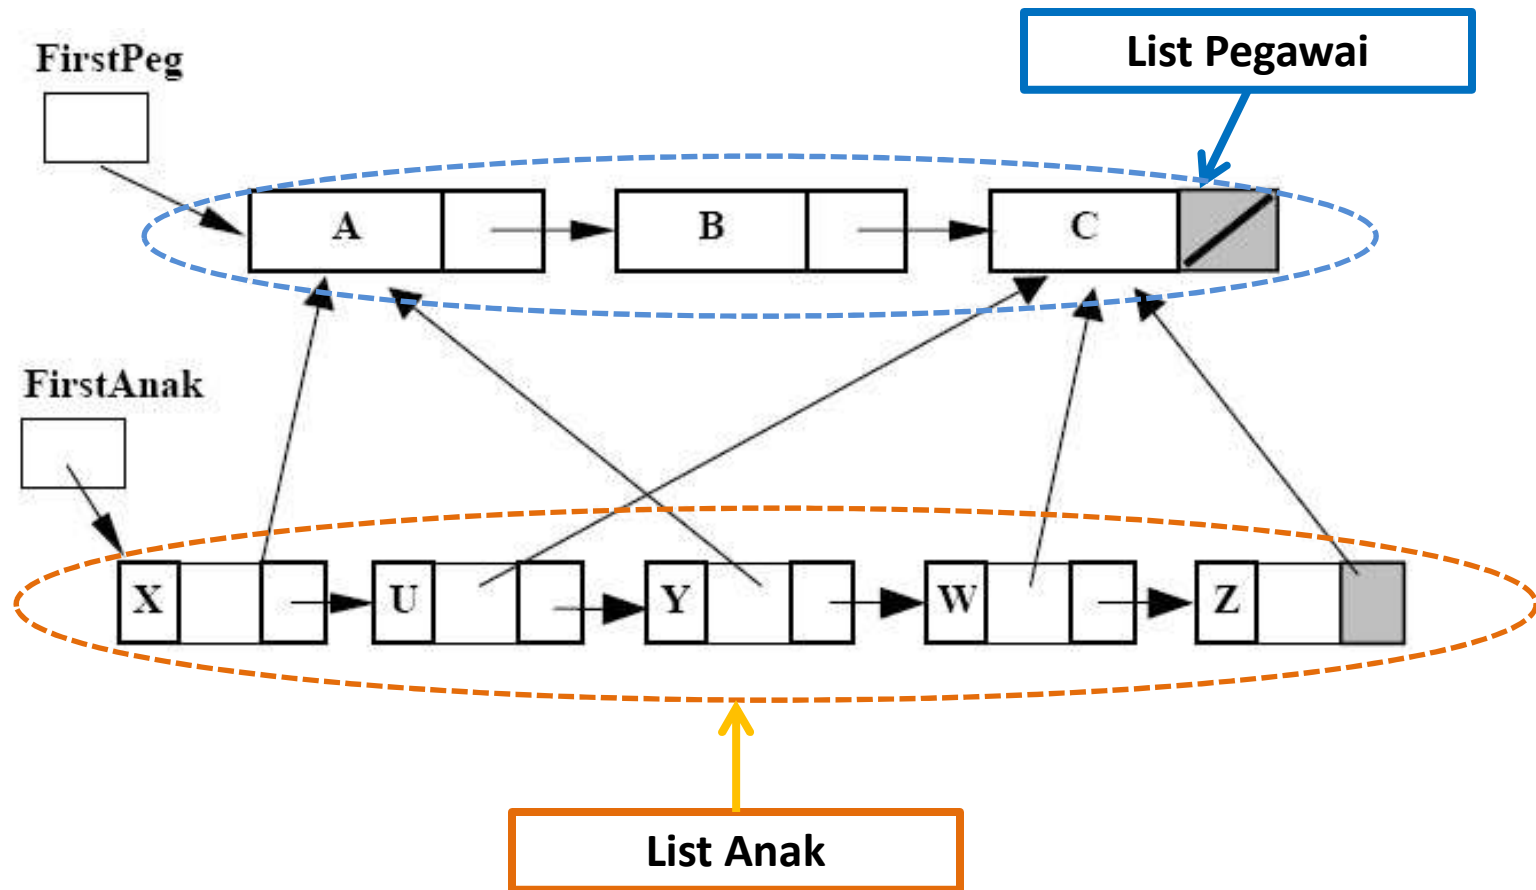 List Pegawai
FirstPeg
A
B
C
FirstAnak
X
U
Y
W
Z
List Anak